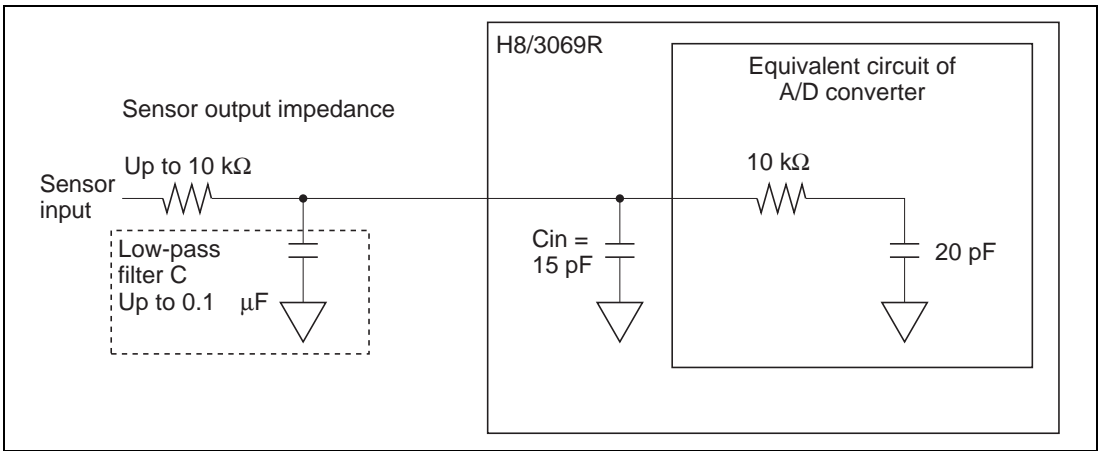 H8/3069R
Equivalent circuit of
A/D converter
Sensor output impedance
Up to 10 kΩ
10 kΩ
Sensor
input
Low-pass
filter C
Up to 0.1 μF
Cin =
15 pF
20 pF